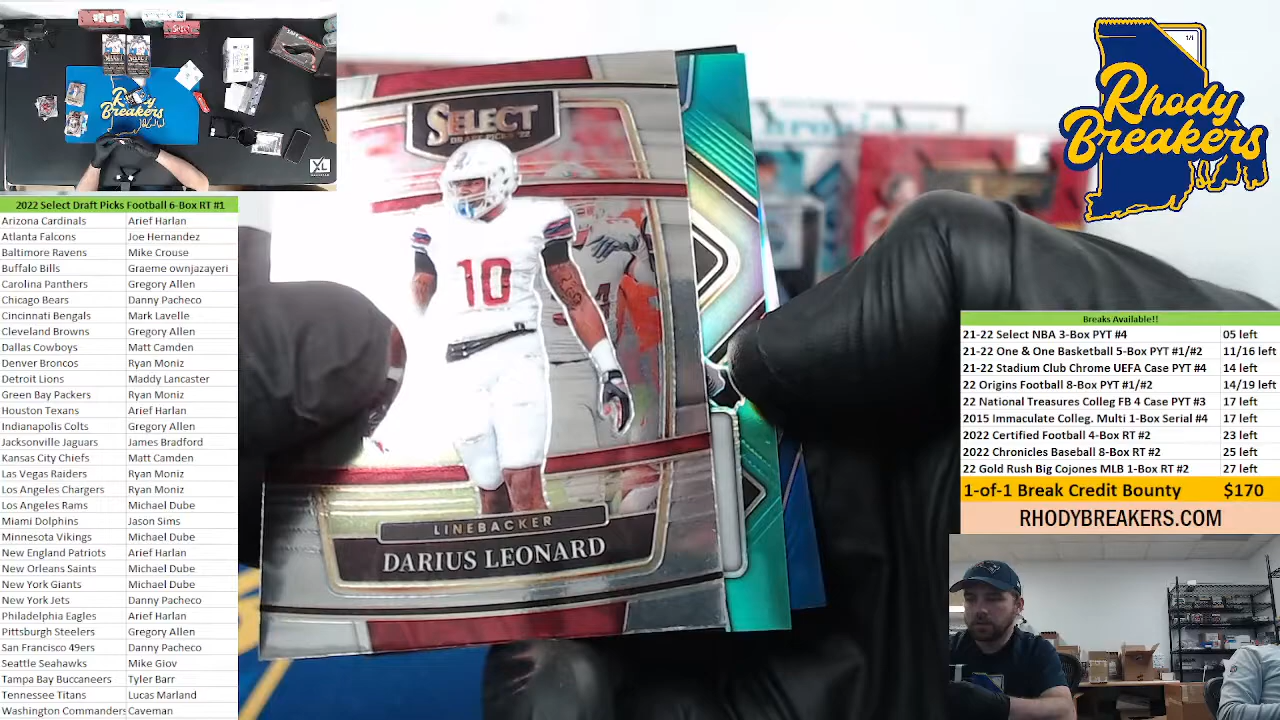 2022 Select Draft Picks Football 6-Box RT #1
Arizona Cardinals Arief Harlan
Atlanta Falcons Joe Hernandez
Baltimore Ravens Mike Crouse
Buffalo Bills Graeme ownjazayeri
Carolina Panthers Gregory Allen
Chicago Bears Danny Pacheco
Cincinnati Bengals Mark Lavelle
Cleveland Browns Gregory Allen
Dallas Cowboys Matt Camden
Denver Broncos Ryan Moniz
Detroit Lions Maddy Lancaster
Green Bay Packers Ryan Moniz
Houston Texans Arief Harlan
Indianapolis Colts Gregory Allen
Jacksonville Jaguars James Bradford
Kansas City Chiefs Matt Camden
Las Vegas Raiders Ryan Moniz
Los Angeles Chargers Ryan Moniz
Los Angeles Rams Michael Dube
Miami Dolphins Jason Sims
Minnesota Vikings Michael Dube
New England Patriots Arief Harlan
New Orleans Saints Michael Dube
New York Giants Michael Dube
New York Jets Danny Pacheco
Philadelphia Eagles Arief Harlan
Pittsburgh Steelers Gregory Allen
San Francisco 49ers Danny Pacheco
Seattle Seahawks Mike Giov
Tampa Bay Buccaneers Tyler Barr
Tennessee Titans Lucas Marland
Washington Commanders Caveman
Rhody
Breakers
XL
SELECT
DRAFT PICKS '22
10
LINEBACKER
DARIUS LEONARD
1/1
Rhody
Breakers
Breaks Available!!
21-22 Select NBA 3-Box PYT #4 05 left
21-22 One & One Basketball 5-Box PYT #1/#2 11/16 left
21-22 Stadium Club Chrome UEFA Case PYT #4 14 left
22 Origins Football 8-Box PYT #1/#2 14/19 left
22 National Treasures Colleg FB 4 Case PYT #3 17 left
2015 Immaculate Colleg. Multi 1-Box Serial #4 17 left
2022 Certified Football 4-Box RT #2 23 left
2022 Chronicles Baseball 8-Box RT #2 25 left
22 Gold Rush Big Cojones MLB 1-Box RT #2 27 left
1-of-1 Break Credit Bounty $170
RHODYBREAKERS.COM